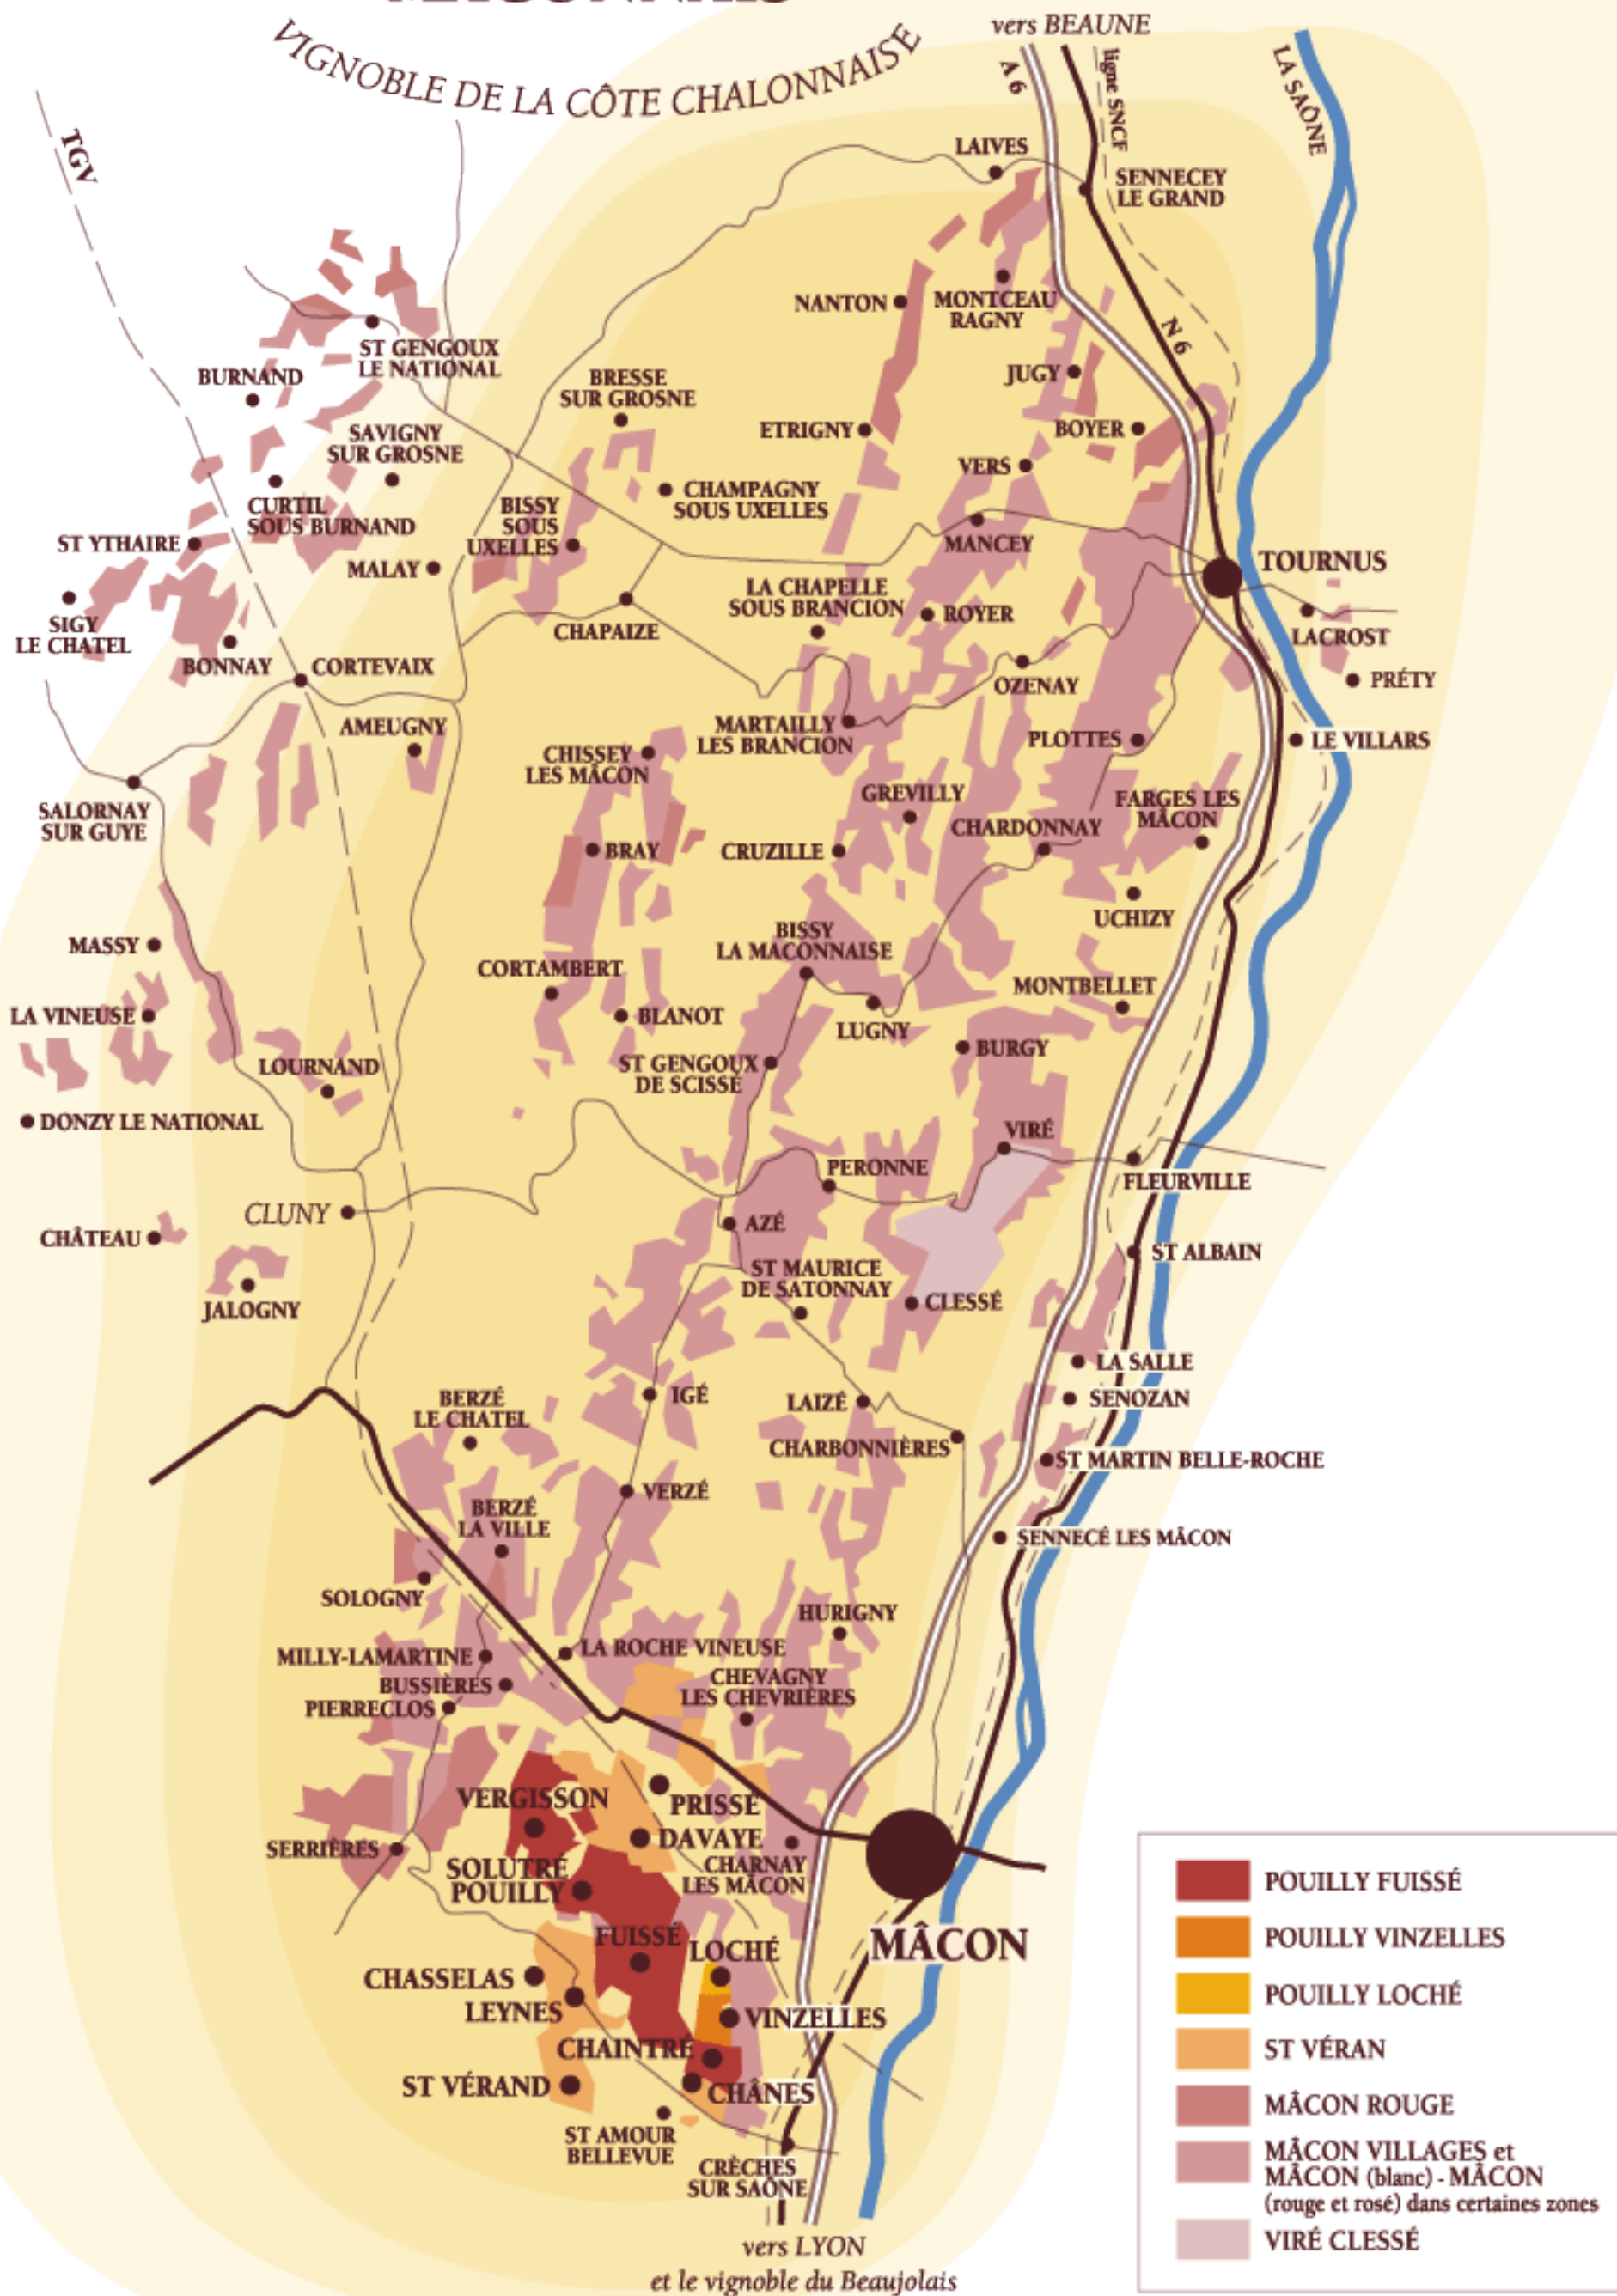 MÂCONNAIS
VIGNOBLE DE LA CÔTE CHALONNAISE
vers BEAUNE
A 6
ligne SNCF
LA SAÔNE
TGV
LAIVES
SENNECEY
LE GRAND
NANTON
MONTCEAU
RAGNY
N 6
ST GENGOUX
LE NATIONAL
BURNAND
BRESSE
SUR GROSNE
JUGY
ETRIGNY
BOYER
SAVIGNY
SUR GROSNE
VERS
CURTIL
SOUS BURNAND
BISSY
SOUS
UXELLES
CHAMPAGNY
SOUS UXELLES
ST YTHAIRE
MALAY
MANCEY
TOURNUS
SIGY
LE CHATEL
LA CHAPELLE
SOUS BRANCION
ROYER
CHAPAIZE
LACROST
BONNAY
CORTEVAIX
OZENAY
PRÉTY
AMEUGNY
CHISSEY
LES MÂCON
MARTAILLY
LES BRANCION
PLOTTES
LE VILLARS
SALORNAY
SUR GUYE
GREVILLY
FARGES LES
MÂCON
CHARDONNAY
BRAY
CRUZILLE
UCHIZY
MASSY
BISSY
LA MACONNAISE
CORTAMBERT
MONTBELLET
LA VINEUSE
BLANOT
LUGNY
LOURNAND
ST GENGOUX
DE SCISSÉ
BURGY
DONZY LE NATIONAL
VIRÉ
PERONNE
FLEURVILLE
CLUNY
AZÉ
CHÂTEAU
ST ALBAIN
JALOGNY
ST MAURICE
DE SATONNAY
CLESSÉ
LA SALLE
BERZÉ
LE CHATEL
IGÉ
LAIZÉ
SENOZAN
CHARBONNIÈRES
ST MARTIN BELLE-ROCHE
VERZÉ
BERZÉ
LA VILLE
SENNECÉ LES MÂCON
SOLOGNY
HURIGNY
MILLY-LAMARTINE
LA ROCHE VINEUSE
BUSSIÈRES
PIERRECLOS
CHEVAGNY
LES CHEVRIÈRES
VERGISSON
PRISSÉ
SERRIÈRES
DAVAYE
SOLUTRÉ
POUILLY
CHARNAY
LES MÂCON
FUISSÉ
LOCHÉ
MÂCON
CHASSELAS
LEYNES
VINZELLES
CHAINTRÉ
ST VÉRAND
CHÂNES
ST AMOUR
BELLEVUE
CRÈCHES
SUR SAÔNE
vers LYON
et le vignoble du Beaujolais
POUILLY FUISSÉ
POUILLY VINZELLES
POUILLY LOCHÉ
ST VÉRAN
MÂCON ROUGE
MÂCON VILLAGES et
MÂCON (blanc) - MÂCON
(rouge et rosé) dans certaines zones
VIRÉ CLESSÉ